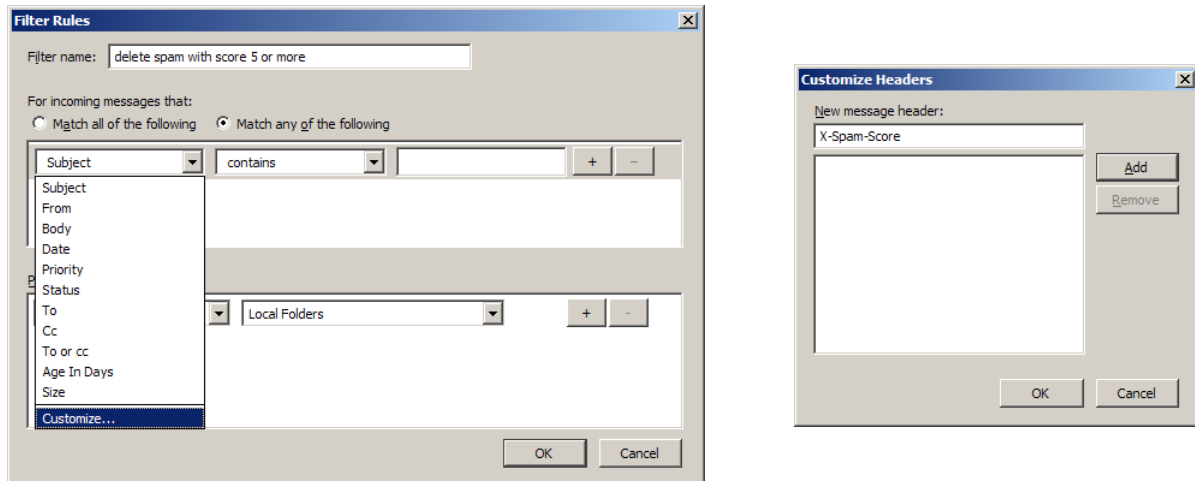 Filter Rules
Filter name: delete spam with score 5 or more
For incoming messages that:
Match all of the following Match any of the following
Subject contains + –
Subject
From
Body
Date
Priority
Status
To
Cc
To or cc
Age In Days
Size
Customize...
P
Local Folders + -
OK Cancel
Customize Headers
New message header:
X-Spam-Score
Add
Remove
OK Cancel